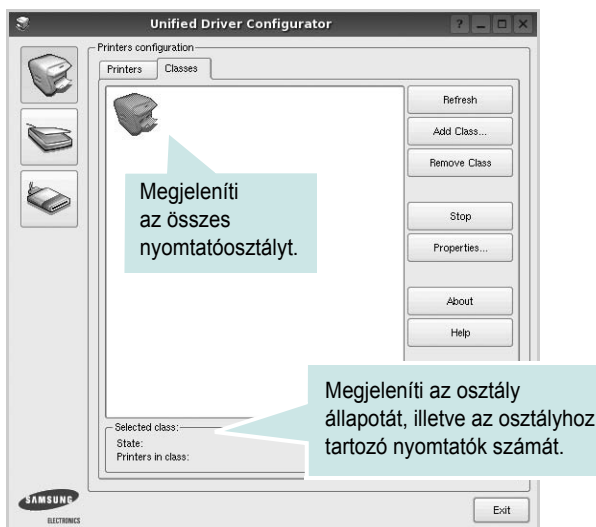 Unified Driver Configurator
Printers configuration
Printers
Classes
Refresh
Add Class...
Remove Class
Stop
Properties...
About
Help
Megjeleníti
az összes
nyomtatóosztályt.
Megjeleníti az osztály
állapotát, illetve az osztályhoz
tartozó nyomtatók számát.
Selected class:
State:
Printers in class:
SAMSUNG
ELECTRONICS
Exit